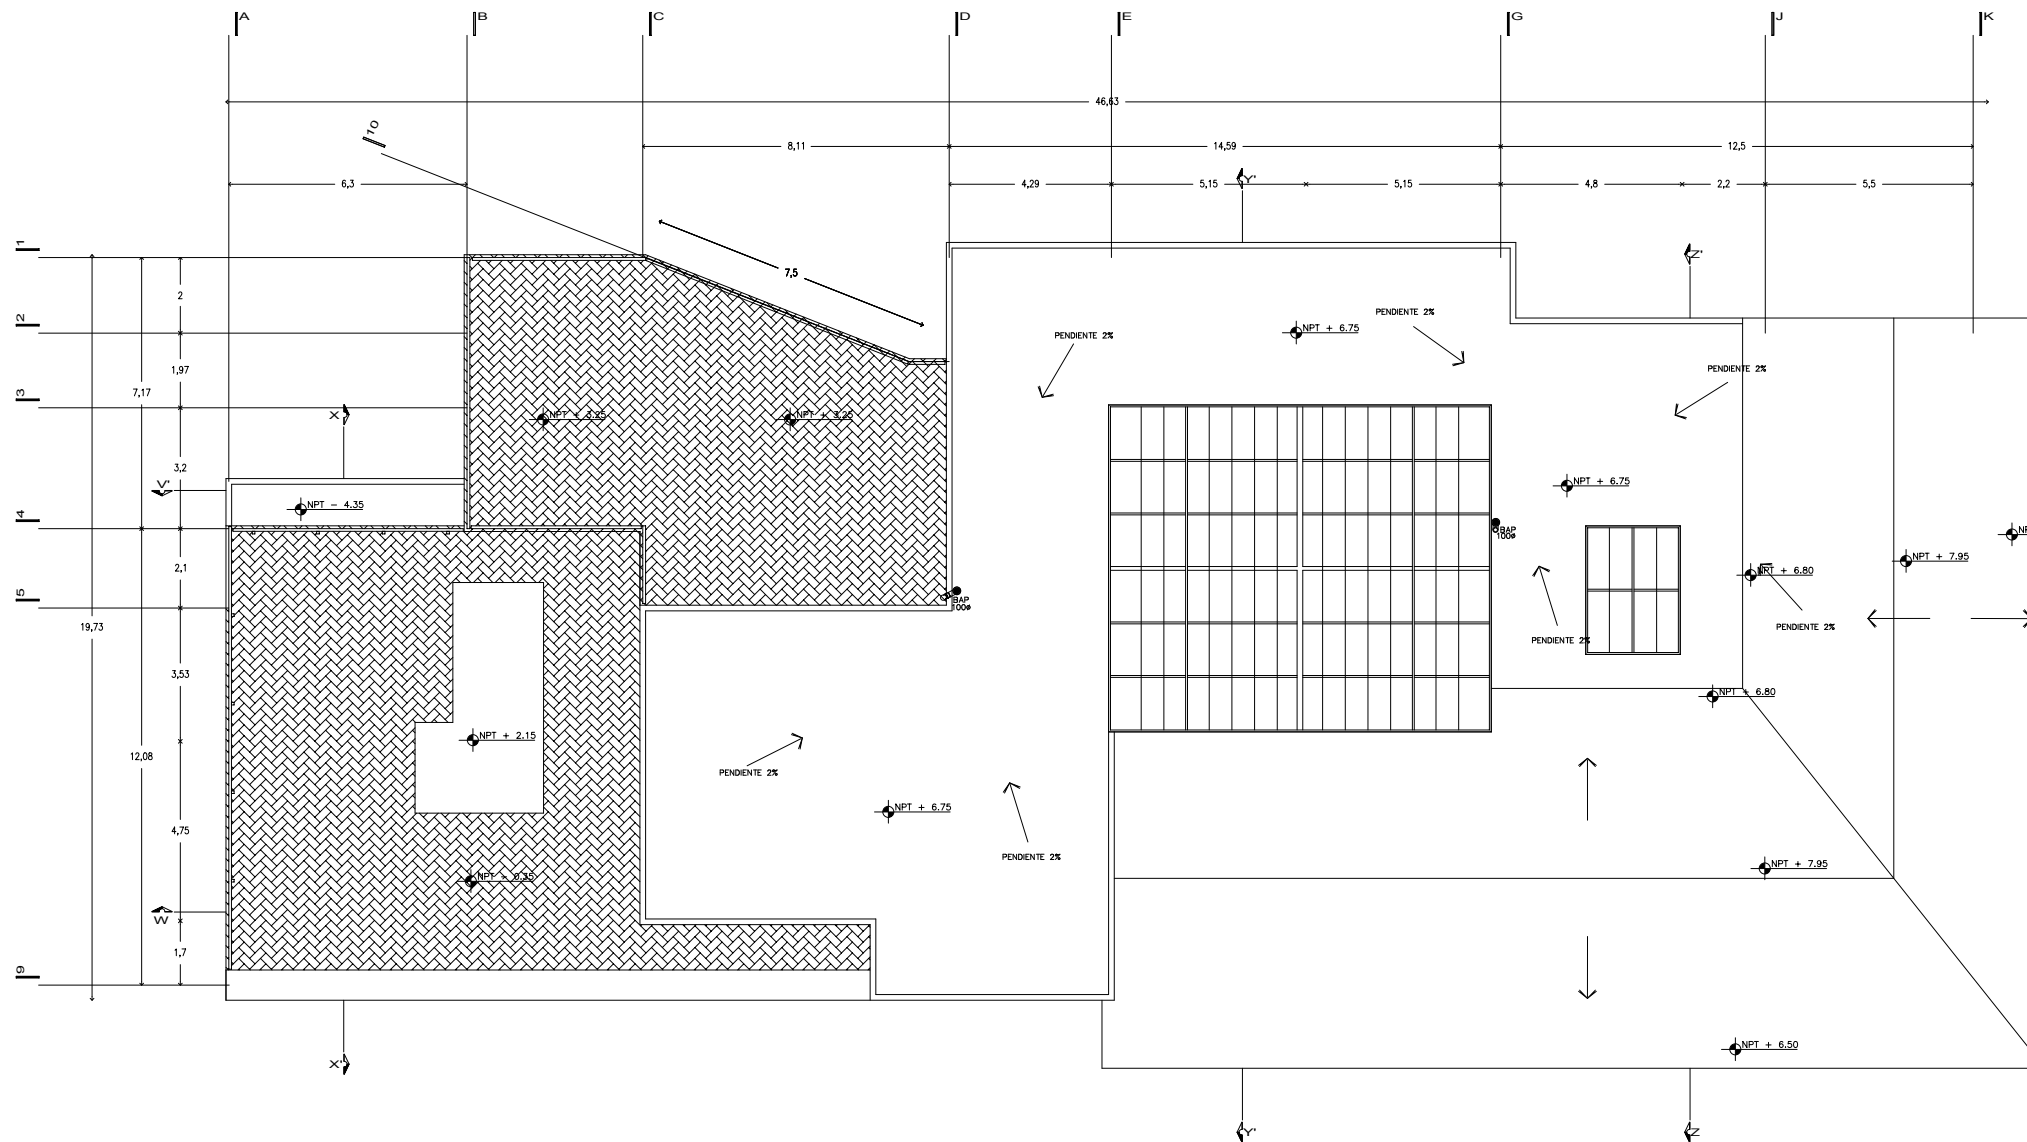 A
B
C
D
E
G
J
K
46,63
10
8,11
14,59
12,5
6,3
4,29
5,15
Y'
5,15
4,8
2,2
5,5
1
Z'
7,5
2
2
PENDIENTE 2%
NPT + 6.75
PENDIENTE 2%
1,97
PENDIENTE 2%
7,17
3
X
NPT + 3.25
NPT + 3.25
3,2
V'
NPT - 4.35
NPT + 6.75
4
BAP
100ø
NPT + 7.95
2,1
NPT + 6.80
5
BAP
100ø
19,73
PENDIENTE 2%
PENDIENTE 2%
3,53
NPT + 6.80
NPT + 2.15
12,08
PENDIENTE 2%
NPT + 6.75
4,75
PENDIENTE 2%
NPT + 7.95
W
1,7
9
NPT + 6.50
X'
Y'
Z